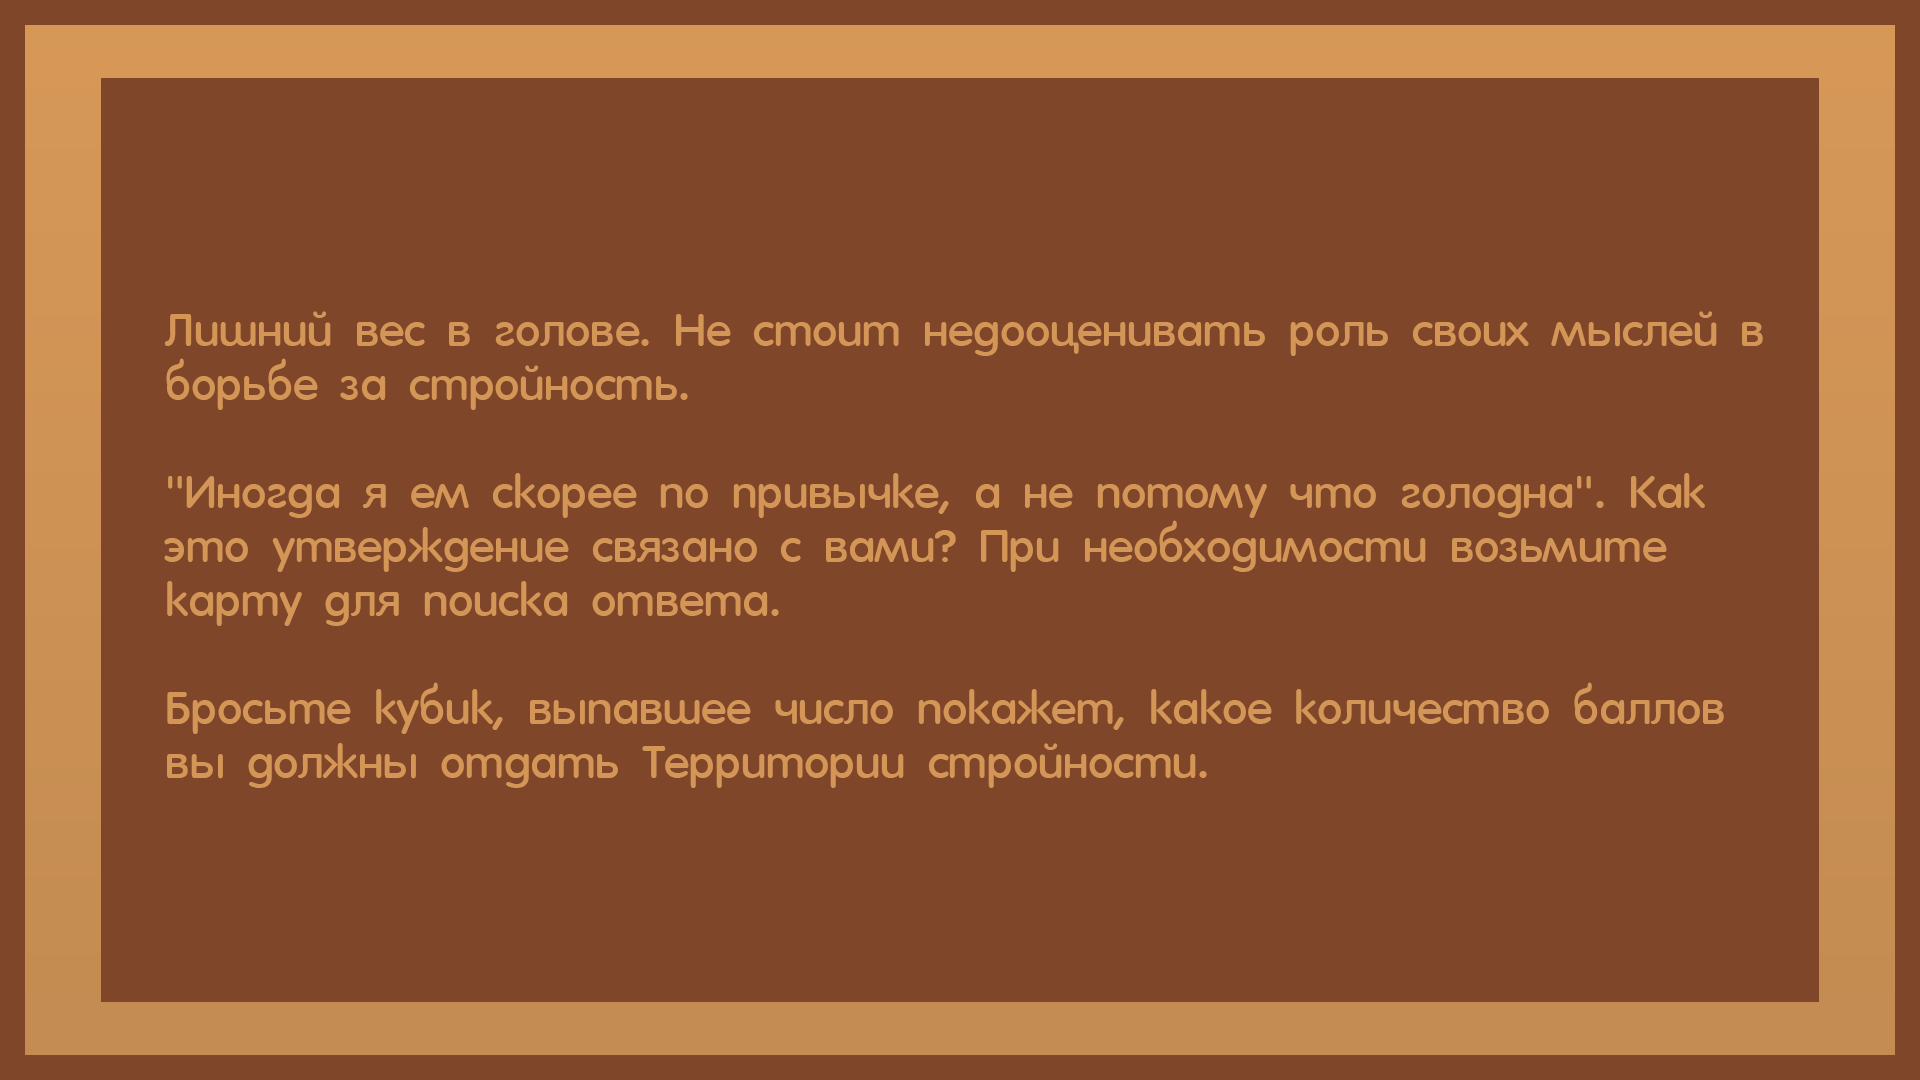 Лишний вес в голове. Не стоит недооценивать роль своих мыслей в
борьбе за стройность.
"Иногда я ем скорее по привычке, а не потому что голодна". Как
это утверждение связано с вами? При необходимости возьмите
карту для поиска ответа.
Бросьте кубик, выпавшее число покажет, какое количество баллов
вы должны отдать Территории стройности.